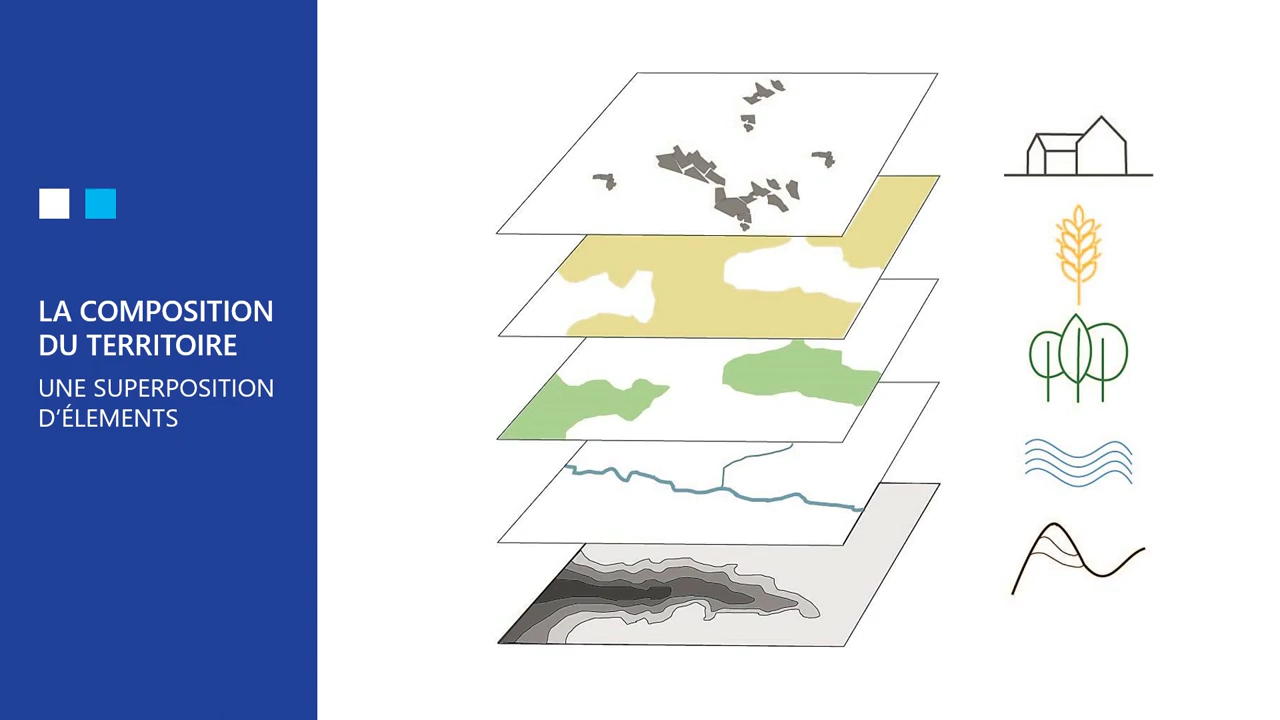 LA COMPOSITION
DU TERRITOIRE
UNE SUPERPOSITION
D’ÉLEMENTS